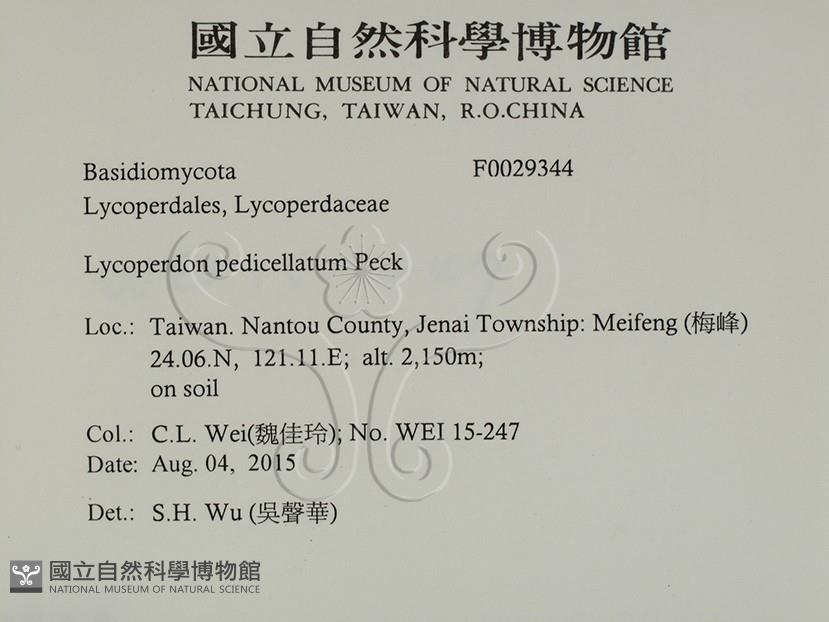 國立自然科學博物館
NATIONAL MUSEUM OF NATURAL SCIENCE
TAICHUNG, TAIWAN, R.O.CHINA
Basidiomycota F0029344
Lycoperdales, Lycoperdaceae
Lycoperdon pedicellatum Peck
Loc.: Taiwan. Nantou County, Jenai Township: Meifeng (梅峰)
24.06.N, 121.11.E; alt. 2,150m;
on soil
Col.: C.L. Wei(魏佳玲); No. WEI 15-247
Date: Aug. 04, 2015
Det.: S.H. Wu (吳聲華)
國立自然科學博物館
NATIONAL MUSEUM OF NATURAL SCIENCE